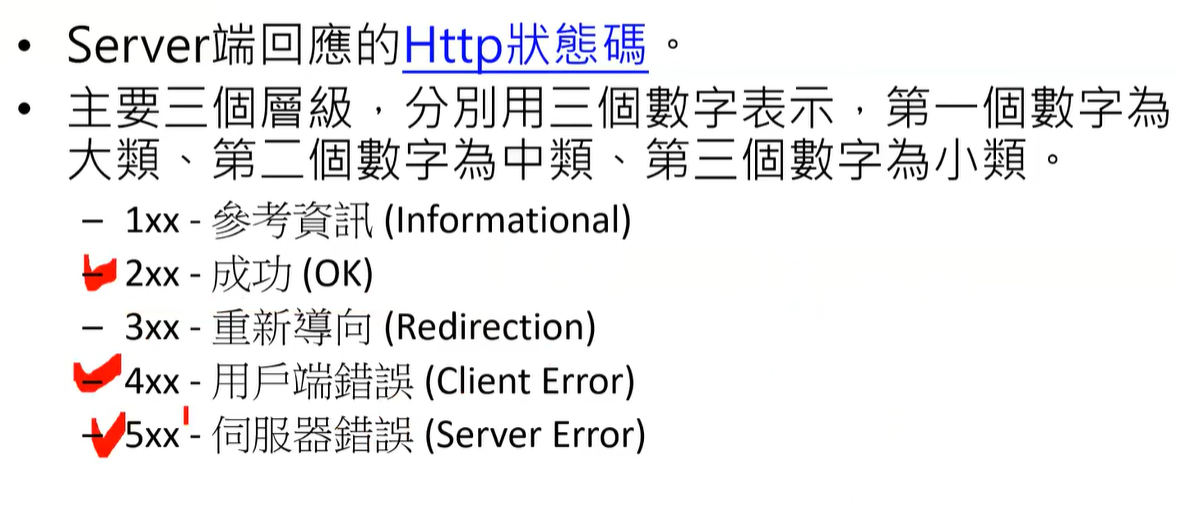 • Server端回應的Http狀態碼。
• 主要三個層級，分別用三個數字表示，第一個數字為
大類、第二個數字為中類、第三個數字為小類。
– 1xx - 參考資訊 (Informational)
– 2xx - 成功 (OK)
– 3xx - 重新導向 (Redirection)
– 4xx - 用戶端錯誤 (Client Error)
– 5xx - 伺服器錯誤 (Server Error)